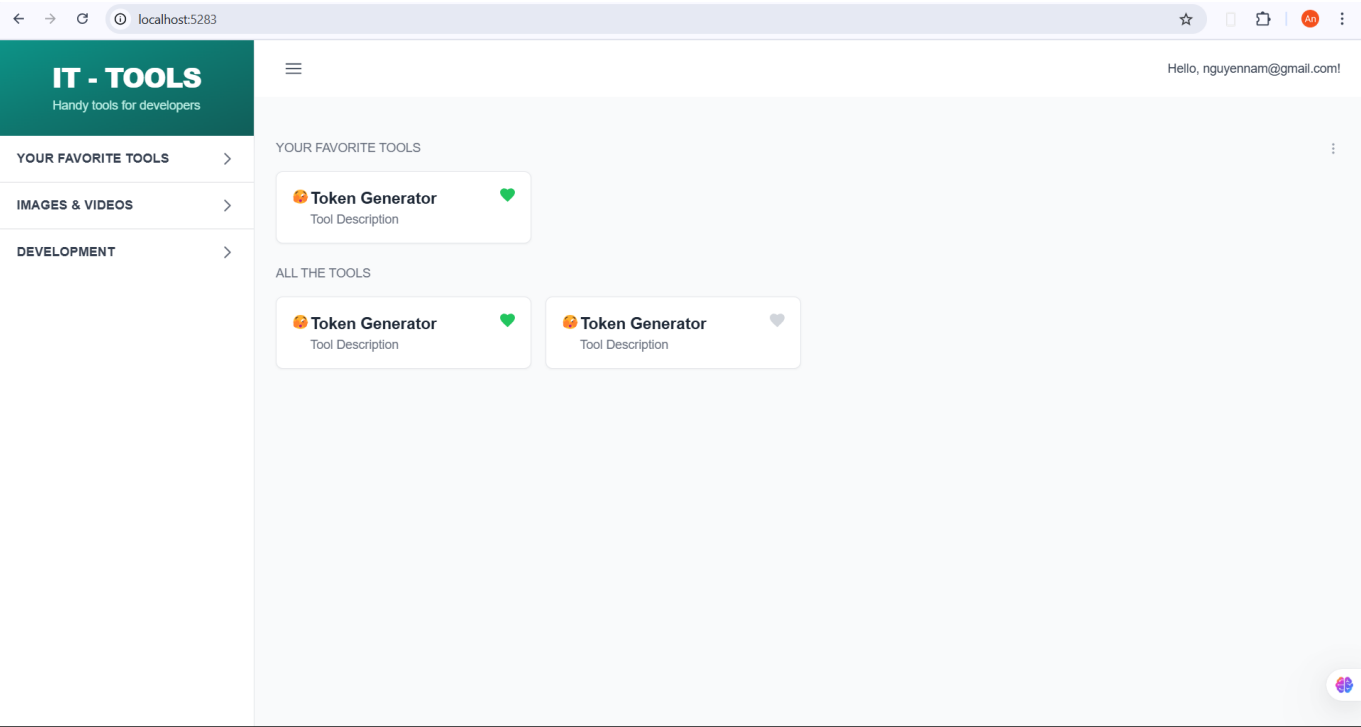 localhost:5283
An
IT - TOOLS
Handy tools for developers
Hello, nguyennam@gmail.com!
YOUR FAVORITE TOOLS
IMAGES & VIDEOS
DEVELOPMENT
YOUR FAVORITE TOOLS
Token Generator
Tool Description
ALL THE TOOLS
Token Generator
Tool Description
Token Generator
Tool Description